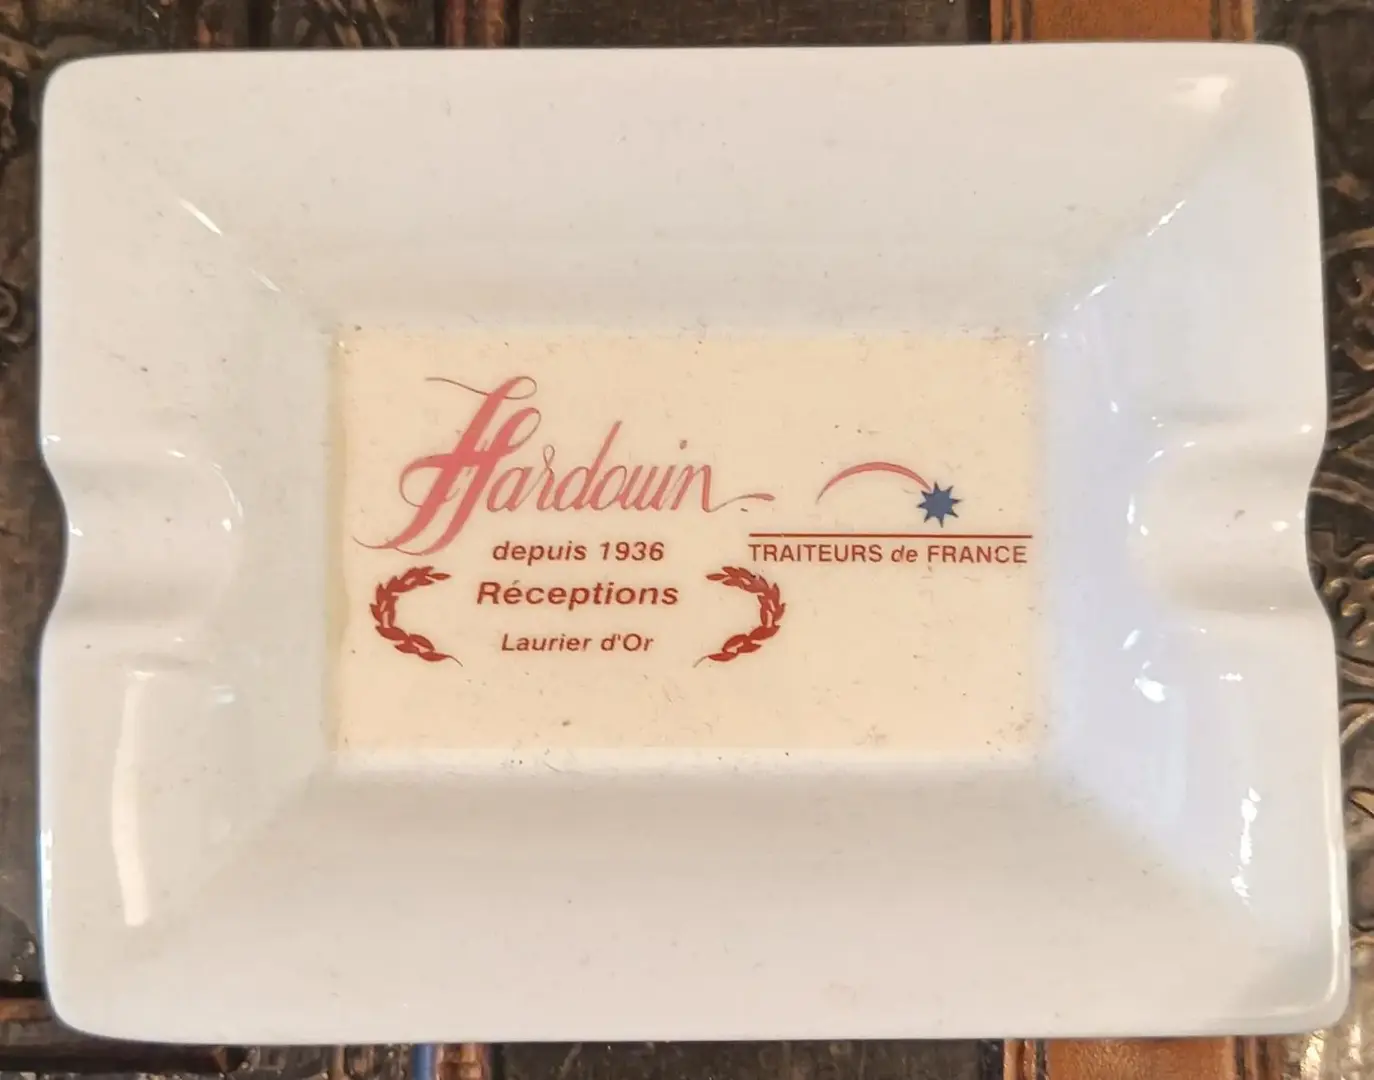 Hardouin
depuis 1936
Réceptions
Laurier d'Or
TRAITEURS de FRANCE